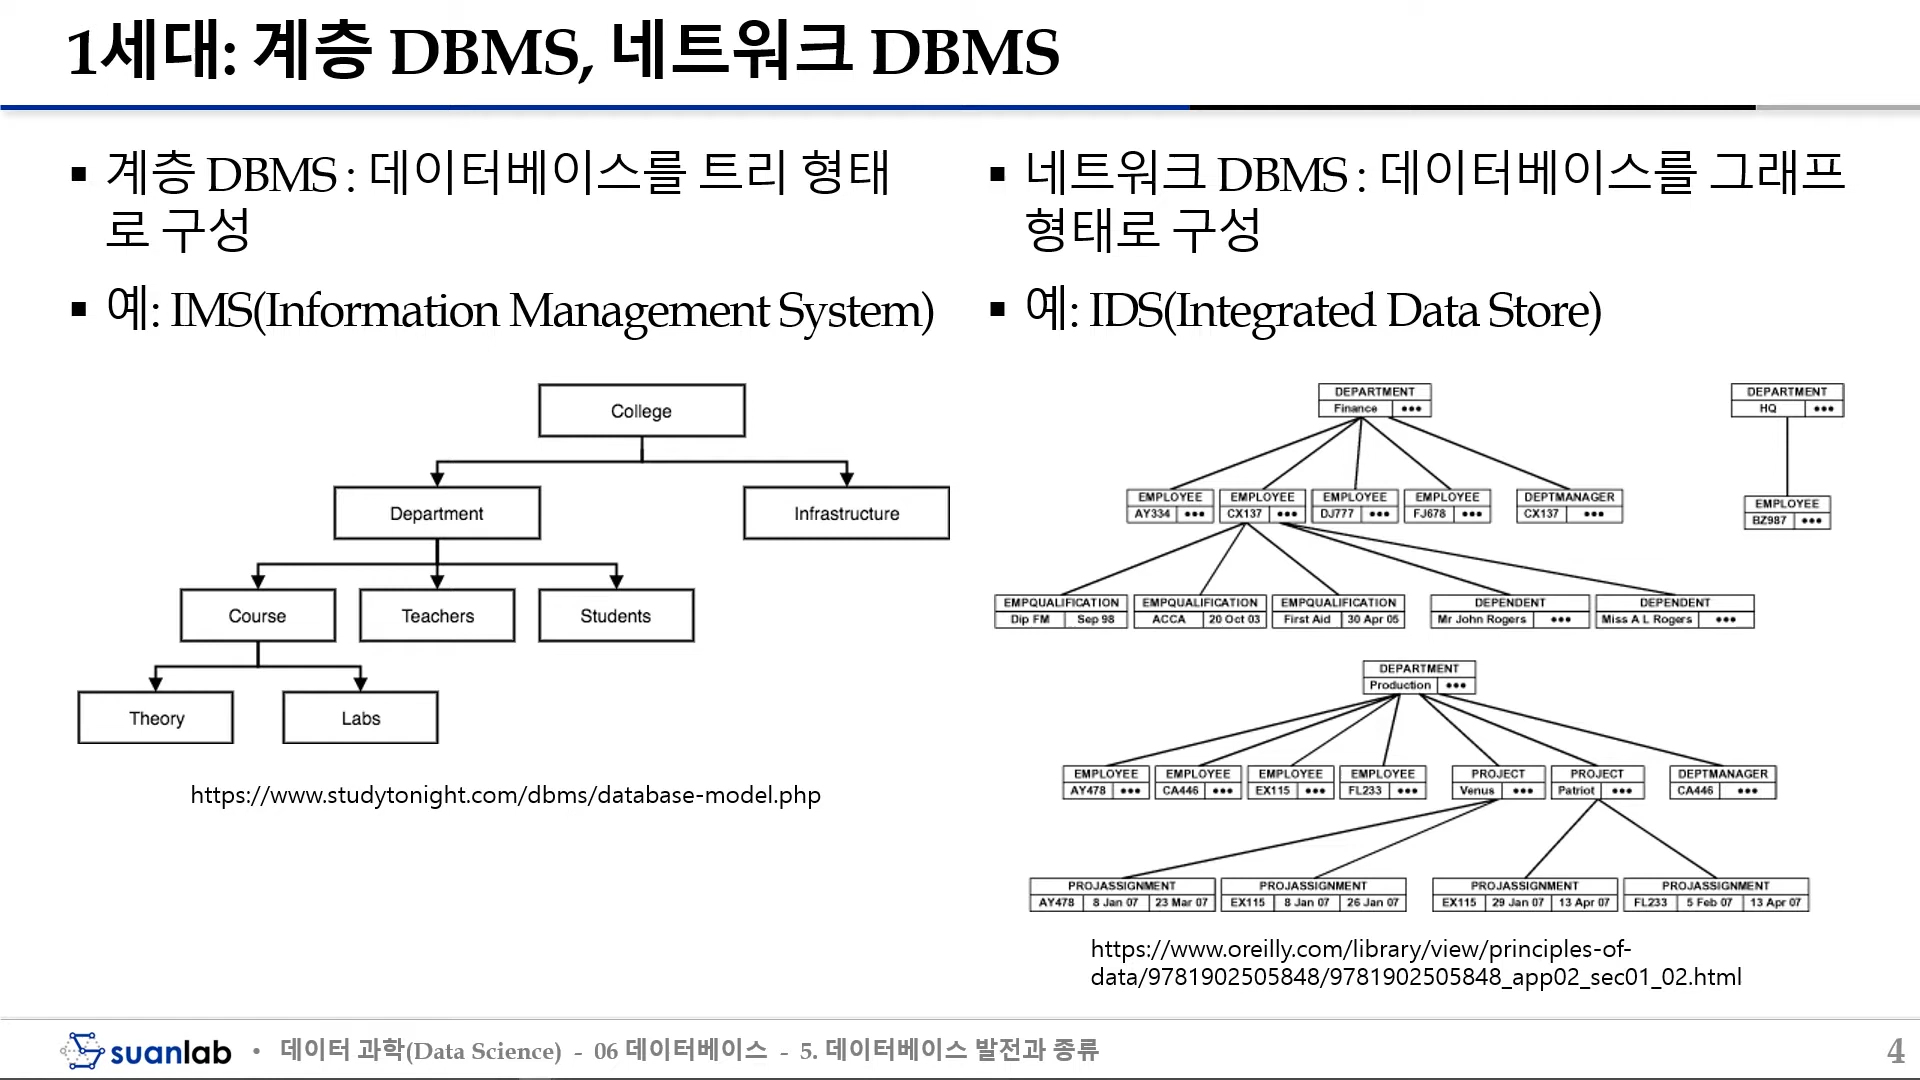 1세대: 계층 DBMS, 네트워크 DBMS
▪ 계층 DBMS : 데이터베이스를 트리 형태
로 구성
▪ 예: IMS(Information Management System)
College
Department
Infrastructure
Course
Teachers
Students
Theory
Labs
https://www.studytonight.com/dbms/database-model.php
▪ 네트워크 DBMS : 데이터베이스를 그래프
형태로 구성
▪ 예: IDS(Integrated Data Store)
DEPARTMENT DEPARTMENT
Finance ••• HQ •••
EMPLOYEE EMPLOYEE EMPLOYEE EMPLOYEE DEPTMANAGER EMPLOYEE
AY334 ••• CX137 ••• DJ777 ••• FJ678 ••• CX137 ••• BZ987 •••
EMPQUALIFICATION EMPQUALIFICATION EMPQUALIFICATION DEPENDENT DEPENDENT
Dip FM Sep 98 ACCA 20 Oct 03 First Aid 30 Apr 05 Mr John Rogers ••• Miss A L Rogers •••
DEPARTMENT
Production •••
EMPLOYEE EMPLOYEE EMPLOYEE EMPLOYEE PROJECT PROJECT DEPTMANAGER
AY478 ••• CA446 ••• EX115 ••• FL233 ••• Venus ••• Patriot ••• CA446 •••
PROJASSIGNMENT PROJASSIGNMENT PROJASSIGNMENT PROJASSIGNMENT
AY478 8 Jan 07 23 Mar 07 EX115 8 Jan 07 26 Jan 07 EX115 29 Jan 07 13 Apr 07 FL233 5 Feb 07 13 Apr 07
https://www.oreilly.com/library/view/principles-of-
data/9781902505848/9781902505848_app02_sec01_02.html
suanlab • 데이터 과학(Data Science) - 06 데이터베이스 - 5. 데이터베이스 발전과 종류 4